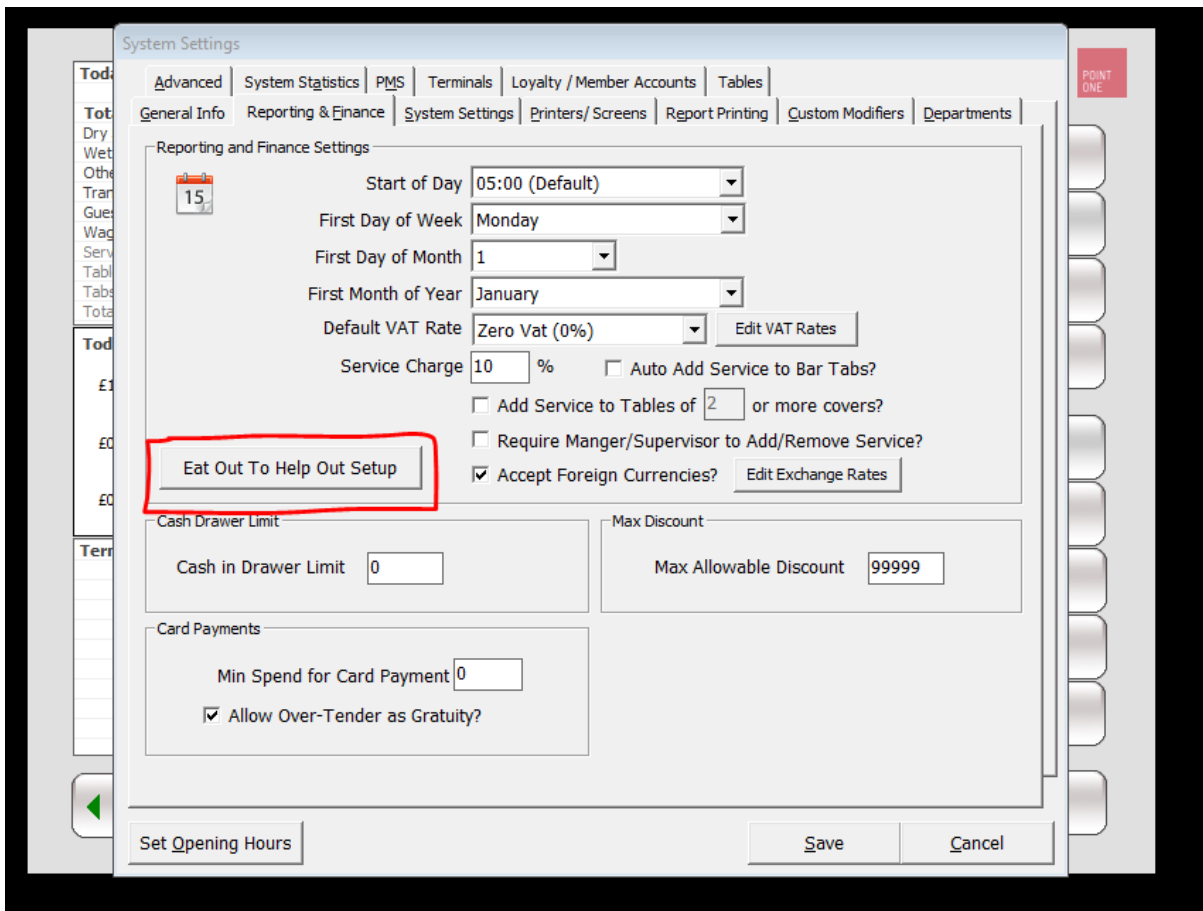 System Settings
Advanced System Statistics PMS Terminals Loyalty / Member Accounts Tables
General Info Reporting & Finance System Settings Printers/ Screens Report Printing Custom Modifiers Departments
Reporting and Finance Settings
15
Start of Day 05:00 (Default)
First Day of Week Monday
First Day of Month 1
First Month of Year January
Default VAT Rate Zero Vat (0%) Edit VAT Rates
Service Charge 10 % Auto Add Service to Bar Tabs?
Add Service to Tables of 2 or more covers?
Require Manger/Supervisor to Add/Remove Service?
Eat Out To Help Out Setup
Accept Foreign Currencies? Edit Exchange Rates
Cash Drawer Limit
Cash in Drawer Limit 0
Max Discount
Max Allowable Discount 99999
Card Payments
Min Spend for Card Payment 0
Allow Over-Tender as Gratuity?
Set Opening Hours Save Cancel
POINT
ONE
Dry
Wet